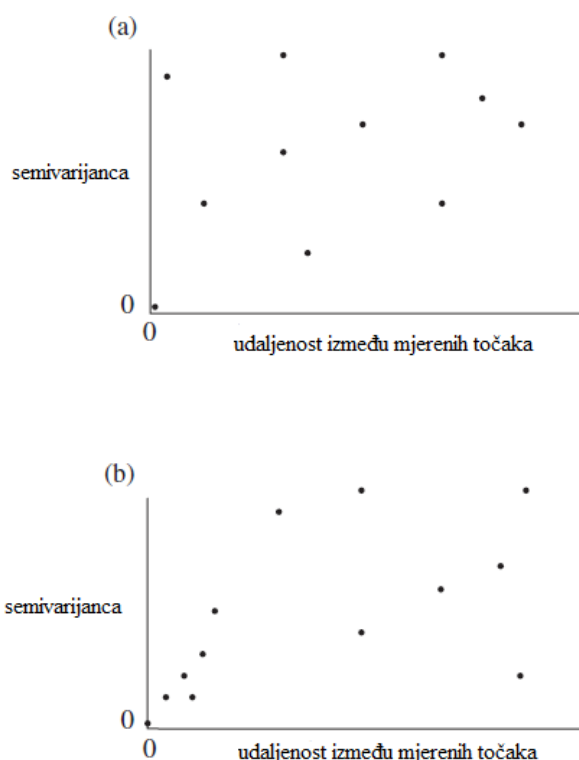 (a)
semivarijanca
0
0
udaljenost između mjerenih točaka
(b)
semivarijanca
0
0
udaljenost između mjerenih točaka